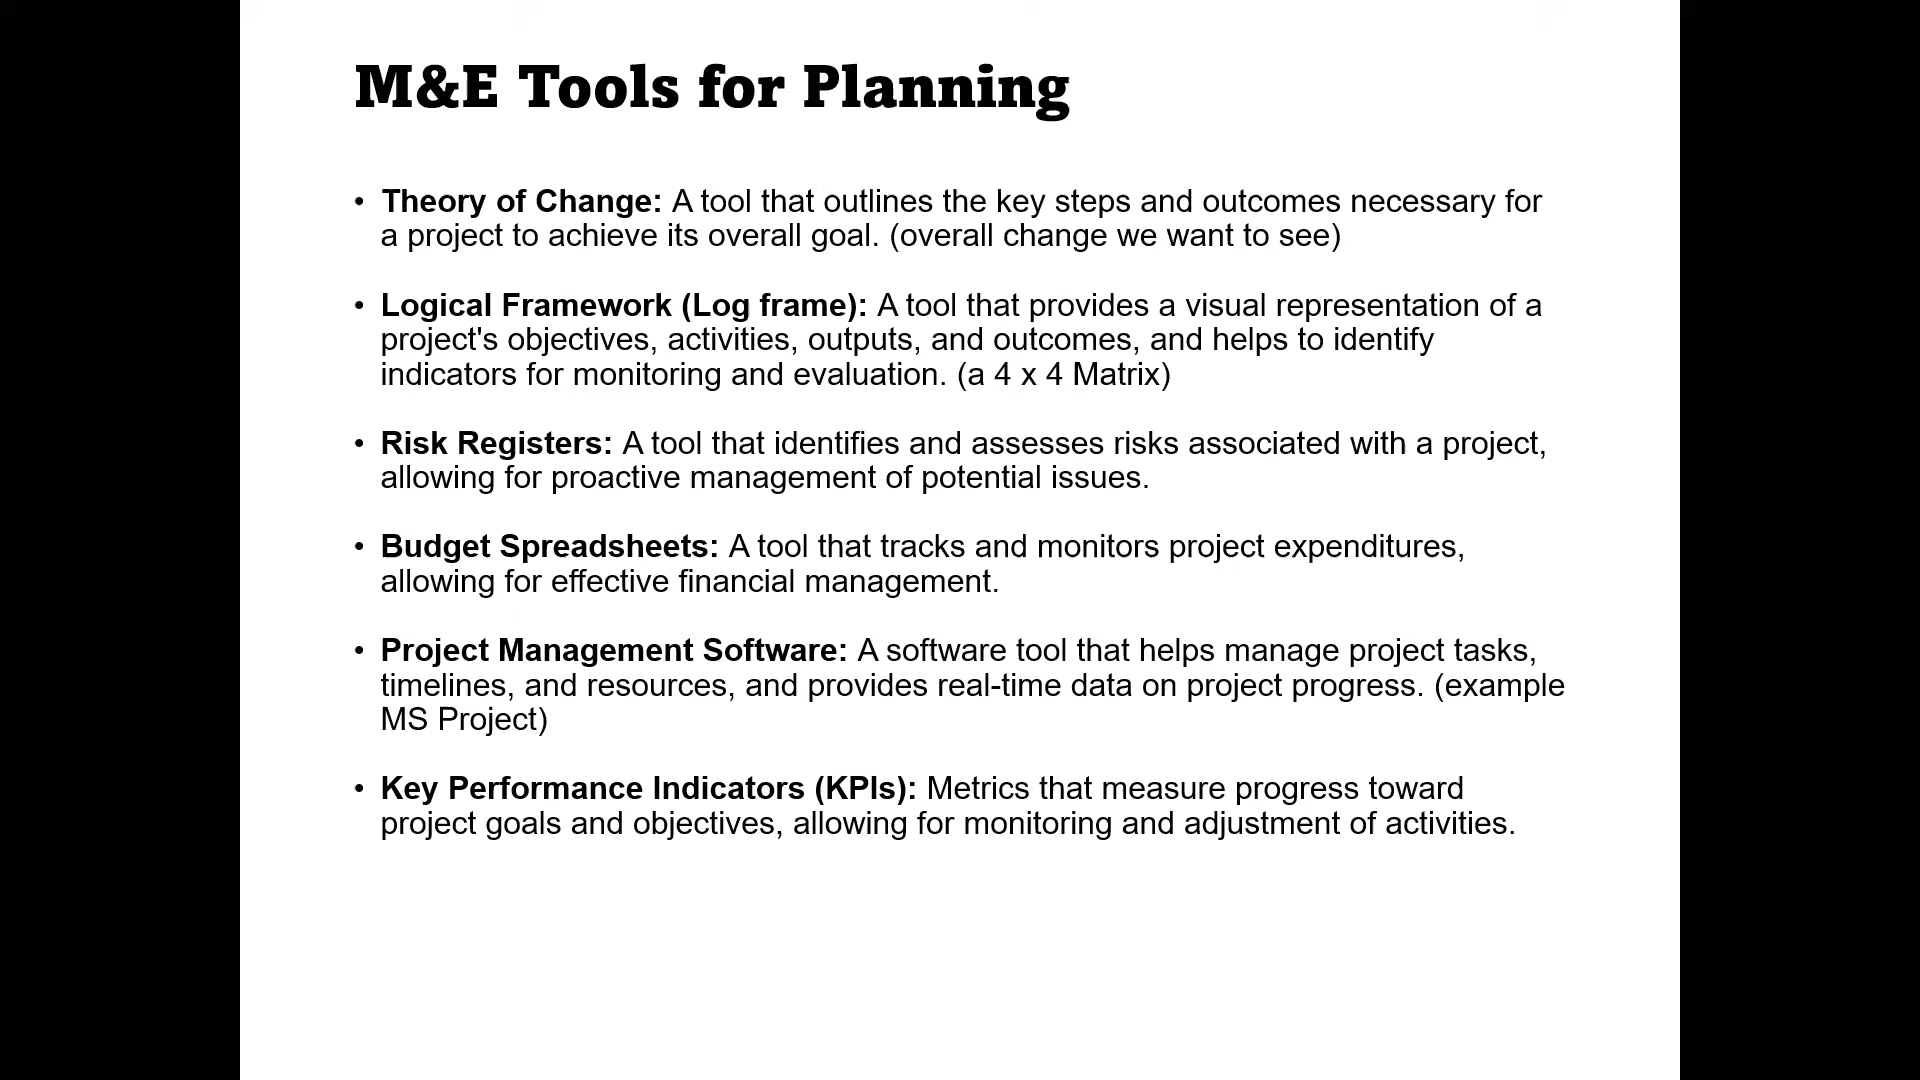 M&E Tools for Planning
• Theory of Change: A tool that outlines the key steps and outcomes necessary for
a project to achieve its overall goal. (overall change we want to see)
• Logical Framework (Log frame): A tool that provides a visual representation of a
project's objectives, activities, outputs, and outcomes, and helps to identify
indicators for monitoring and evaluation. (a 4 x 4 Matrix)
• Risk Registers: A tool that identifies and assesses risks associated with a project,
allowing for proactive management of potential issues.
• Budget Spreadsheets: A tool that tracks and monitors project expenditures,
allowing for effective financial management.
• Project Management Software: A software tool that helps manage project tasks,
timelines, and resources, and provides real-time data on project progress. (example
MS Project)
• Key Performance Indicators (KPIs): Metrics that measure progress toward
project goals and objectives, allowing for monitoring and adjustment of activities.